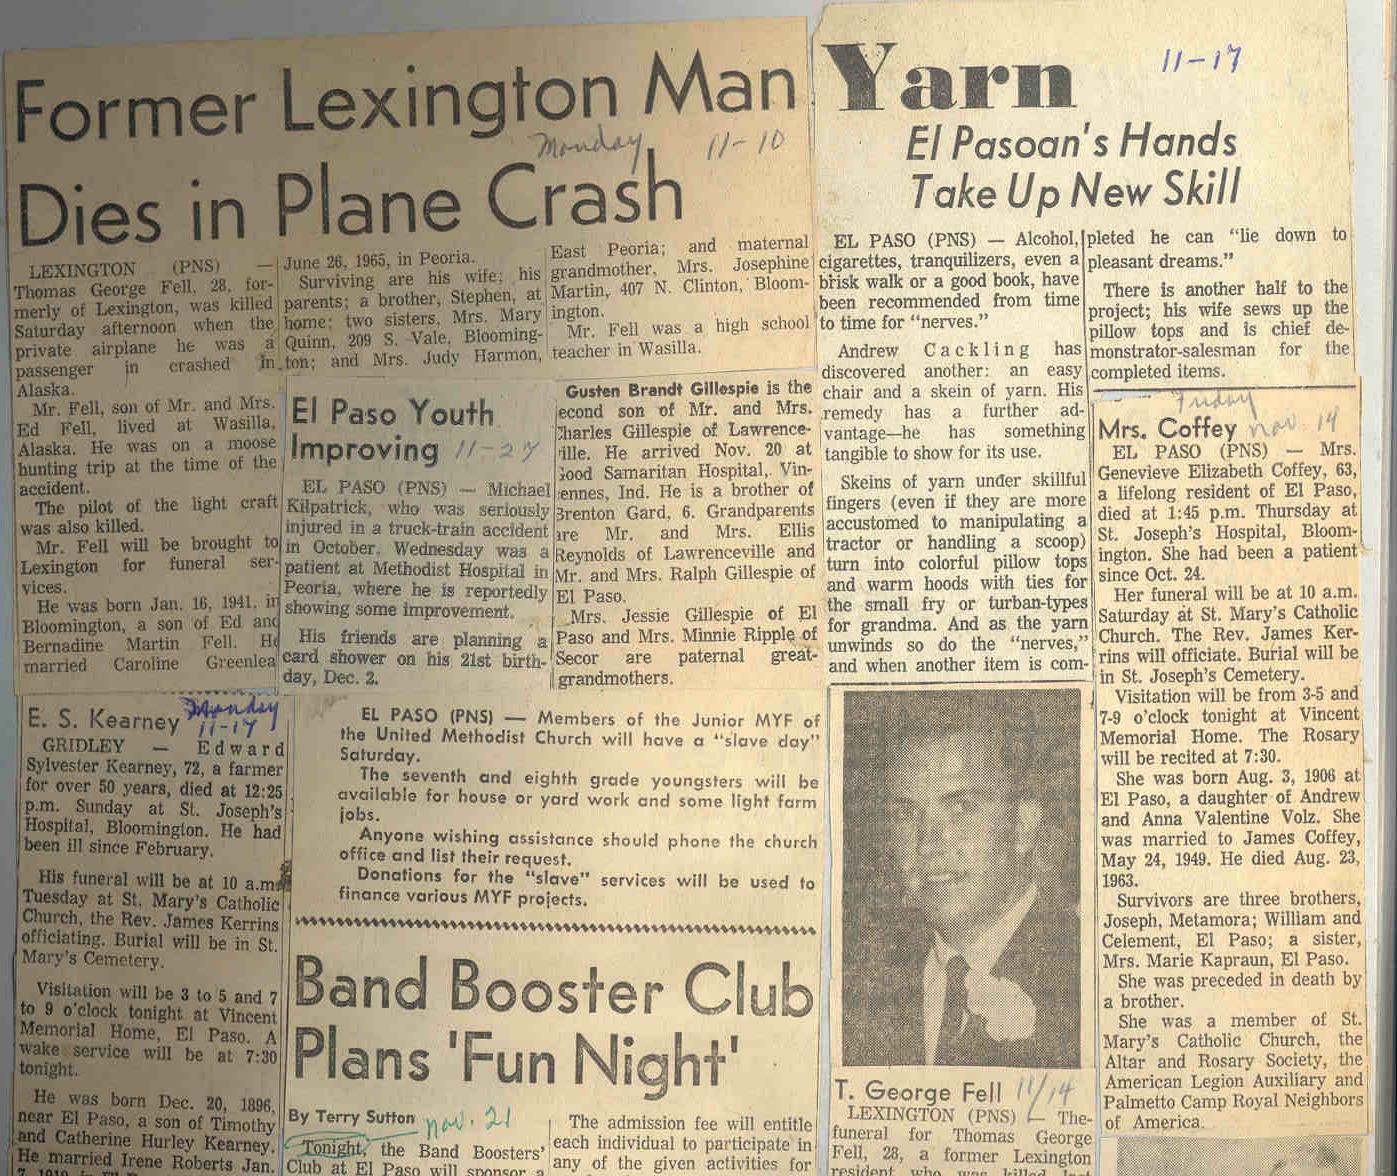 Former Lexington Man
Dies in Plane Crash
Monday 11-10
LEXINGTON (PNS) —
Thomas George Fell, 28, for-
merly of Lexington, was killed
Saturday afternoon when the
private airplane he was a
passenger in crashed in
Alaska.
Mr. Fell, son of Mr. and Mrs.
Ed Fell, lived at Wasilla,
Alaska. He was on a moose
hunting trip at the time of the
accident.
The pilot of the light craft
was also killed.
Mr. Fell will be brought to
Lexington for funeral ser-
vices.
He was born Jan. 16, 1941, in
Bloomington, a son of Ed and
Bernadine Martin Fell. He
married Caroline Greenlea
June 26, 1965, in Peoria.
Surviving are his wife; his
parents; a brother, Stephen, at
home; two sisters, Mrs. Mary
Quinn, 209 S. Vale, Blooming-
ton; and Mrs. Judy Harmon,
East Peoria; and maternal
grandmother, Mrs. Josephine
Martin, 407 N. Clinton, Bloom-
ington.
Mr. Fell was a high school
teacher in Wasilla.
El Paso Youth
Improving 11-27
EL PASO (PNS) — Michael
Kilpatrick, who was seriously
injured in a truck-train accident
in October, Wednesday was a
patient at Methodist Hospital in
Peoria, where he is reportedly
showing some improvement.
His friends are planning a
card shower on his 21st birth-
day, Dec. 2.
Gusten Brandt Gillespie is the
econd son of Mr. and Mrs.
Charles Gillespie of Lawrence-
ville. He arrived Nov. 20 at
Good Samaritan Hospital, Vin-
ennes, Ind. He is a brother of
Brenton Gard, 6. Grandparents
are Mr. and Mrs. Ellis
Reynolds of Lawrenceville and
Mr. and Mrs. Ralph Gillespie of
El Paso.
Mrs. Jessie Gillespie of El
Paso and Mrs. Minnie Ripple of
Secor are paternal great-
grandmothers.
Yarn 11-17
El Pasoan's Hands
Take Up New Skill
EL PASO (PNS) — Alcohol,
cigarettes, tranquilizers, even a
brisk walk or a good book, have
been recommended from time
to time for "nerves."
Andrew Cackling has
discovered another: an easy
chair and a skein of yarn. His
remedy has a further ad-
vantage—he has something
tangible to show for its use.
Skeins of yarn under skillful
fingers (even if they are more
accustomed to manipulating a
tractor or handling a scoop)
turn into colorful pillow tops
and warm hoods with ties for
the small fry or turban-types
for grandma. And as the yarn
unwinds so do the "nerves,"
and when another item is com-
pleted he can "lie down to
pleasant dreams."
There is another half to the
project; his wife sews up the
pillow tops and is chief de-
monstrator-salesman for the
completed items.
Friday
Mrs. Coffey Nov. 14
EL PASO (PNS) — Mrs.
Genevieve Elizabeth Coffey, 63,
a lifelong resident of El Paso,
died at 1:45 p.m. Thursday at
St. Joseph's Hospital, Bloom-
ington. She had been a patient
since Oct. 24.
Her funeral will be at 10 a.m.
Saturday at St. Mary's Catholic
Church. The Rev. James Ker-
rins will officiate. Burial will be
in St. Joseph's Cemetery.
Visitation will be from 3-5 and
7-9 o'clock tonight at Vincent
Memorial Home. The Rosary
will be recited at 7:30.
She was born Aug. 3, 1906 at
El Paso, a daughter of Andrew
and Anna Valentine Volz. She
was married to James Coffey,
May 24, 1949. He died Aug. 23,
1963.
Survivors are three brothers,
Joseph, Metamora; William and
Celement, El Paso; a sister,
Mrs. Marie Kapraun, El Paso.
She was preceded in death by
a brother.
She was a member of St.
Mary's Catholic Church, the
Altar and Rosary Society, the
American Legion Auxiliary and
Palmetto Camp Royal Neighbors
of America.
E. S. Kearney Monday
11-17
GRIDLEY — Edward
Sylvester Kearney, 72, a farmer
for over 50 years, died at 12:25
p.m. Sunday at St. Joseph's
Hospital, Bloomington. He had
been ill since February.
His funeral will be at 10 a.m.
Tuesday at St. Mary's Catholic
Church, the Rev. James Kerrins
officiating. Burial will be in St.
Mary's Cemetery.
Visitation will be 3 to 5 and 7
to 9 o'clock tonight at Vincent
Memorial Home, El Paso. A
wake service will be at 7:30
tonight.
He was born Dec. 20, 1896,
near El Paso, a son of Timothy
and Catherine Hurley Kearney.
He married Irene Roberts Jan.
EL PASO (PNS) — Members of the Junior MYF of
the United Methodist Church will have a "slave day"
Saturday.
The seventh and eighth grade youngsters will be
available for house or yard work and some light farm
jobs.
Anyone wishing assistance should phone the church
office and list their request.
Donations for the "slave" services will be used to
finance various MYF projects.
Band Booster Club
Plans 'Fun Night'
By Terry Sutton Nov. 21
Tonight, the Band Boosters'
Club at El Paso will sponsor a
The admission fee will entitle
each individual to participate in
any of the given activities for
T. George Fell 11/14
LEXINGTON (PNS) — The
funeral for Thomas George
Fell, 28, a former Lexington
resident who was killed last